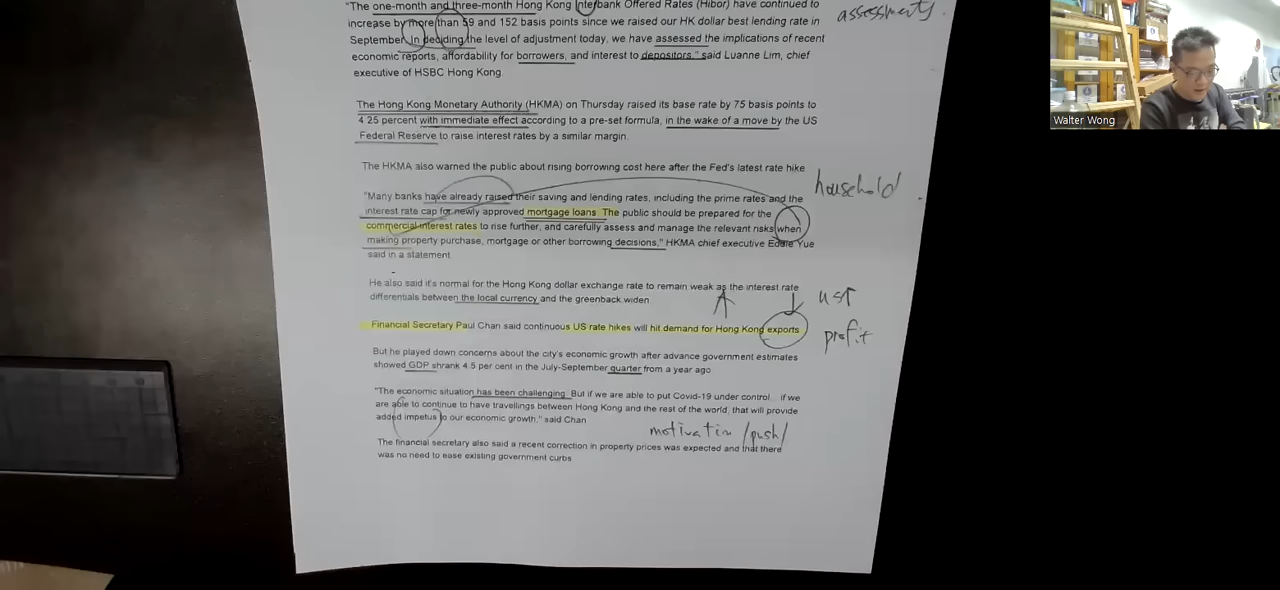 "The one-month and three-month Hong Kong Interbank Offered Rates (Hibor) have continued to
increase by more than 59 and 152 basis points since we raised our HK dollar best lending rate in
September. In deciding the level of adjustment today, we have assessed the implications of recent
economic reports, affordability for borrowers, and interest to depositors," said Luanne Lim, chief
executive of HSBC Hong Kong.
assessments.
Walter Wong
The Hong Kong Monetary Authority (HKMA) on Thursday raised its base rate by 75 basis points to
4.25 percent with immediate effect according to a pre-set formula, in the wake of a move by the US
Federal Reserve to raise interest rates by a similar margin.
The HKMA also warned the public about rising borrowing cost here after the Fed's latest rate hike
household
"Many banks have already raised their saving and lending rates, including the prime rates and the
interest rate cap for newly approved mortgage loans. The public should be prepared for the
commercial interest rates to rise further, and carefully assess and manage the relevant risks when
making property purchase, mortgage or other borrowing decisions," HKMA chief executive Eddie Yue
said in a statement.
He also said it's normal for the Hong Kong dollar exchange rate to remain weak as the interest rate
differentials between the local currency and the greenback widen.
profit
Financial Secretary Paul Chan said continuous US rate hikes will hit demand for Hong Kong exports
But he played down concerns about the city's economic growth after advance government estimates
showed GDP shrank 4.5 per cent in the July-September quarter from a year ago
"The economic situation has been challenging. But if we are able to put Covid-19 under control... if we
are able to continue to have travellings between Hong Kong and the rest of the world, that will provide
added impetus to our economic growth," said Chan
motivation /push/
The financial secretary also said a recent correction in property prices was expected and that there
was no need to ease existing government curbs